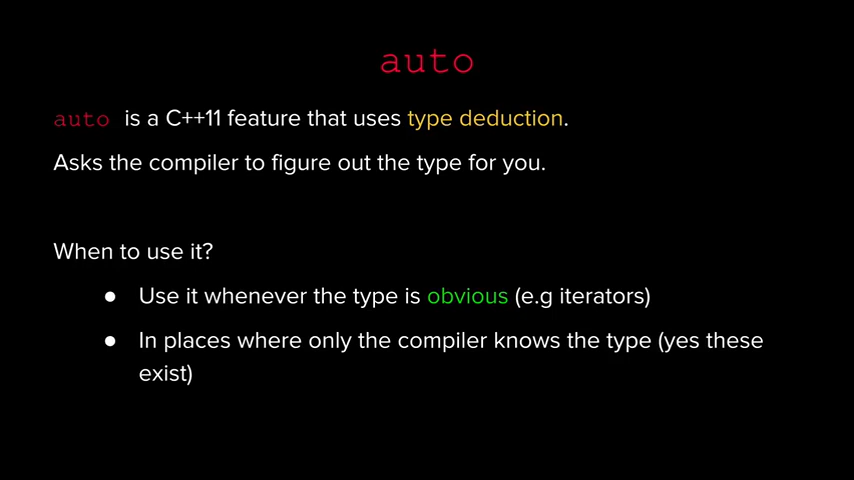 auto
auto is a C++11 feature that uses type deduction.
Asks the compiler to figure out the type for you.
When to use it?
● Use it whenever the type is obvious (e.g iterators)
● In places where only the compiler knows the type (yes these
exist)